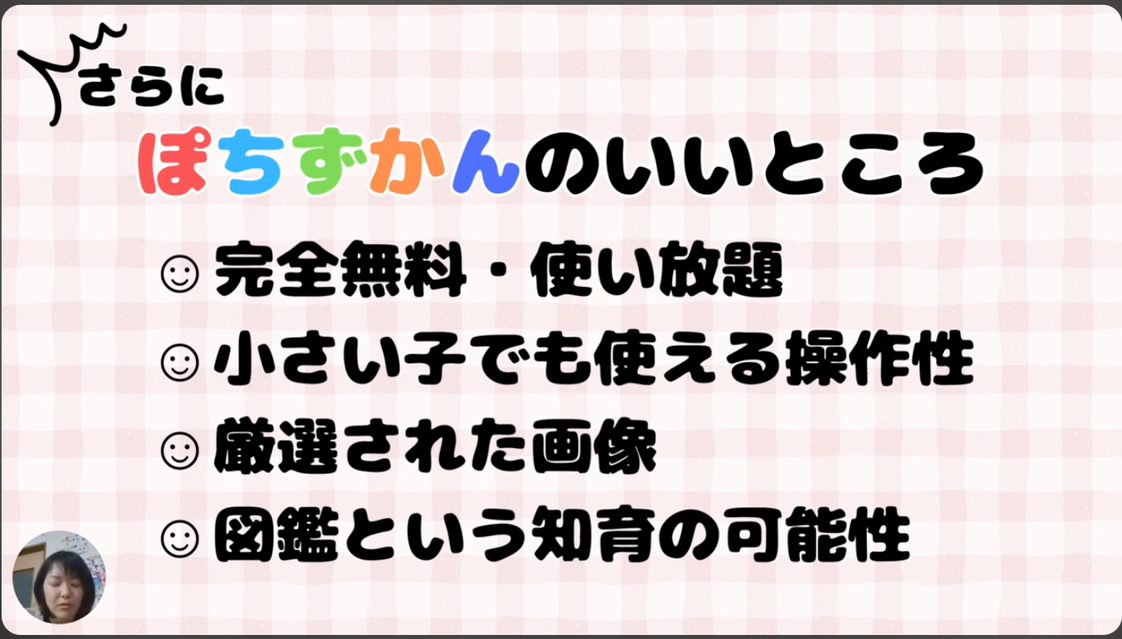 さらに
ぽちずかんのいいところ
☺完全無料・使い放題
☺小さい子でも使える操作性
☺厳選された画像
☺図鑑という知育の可能性